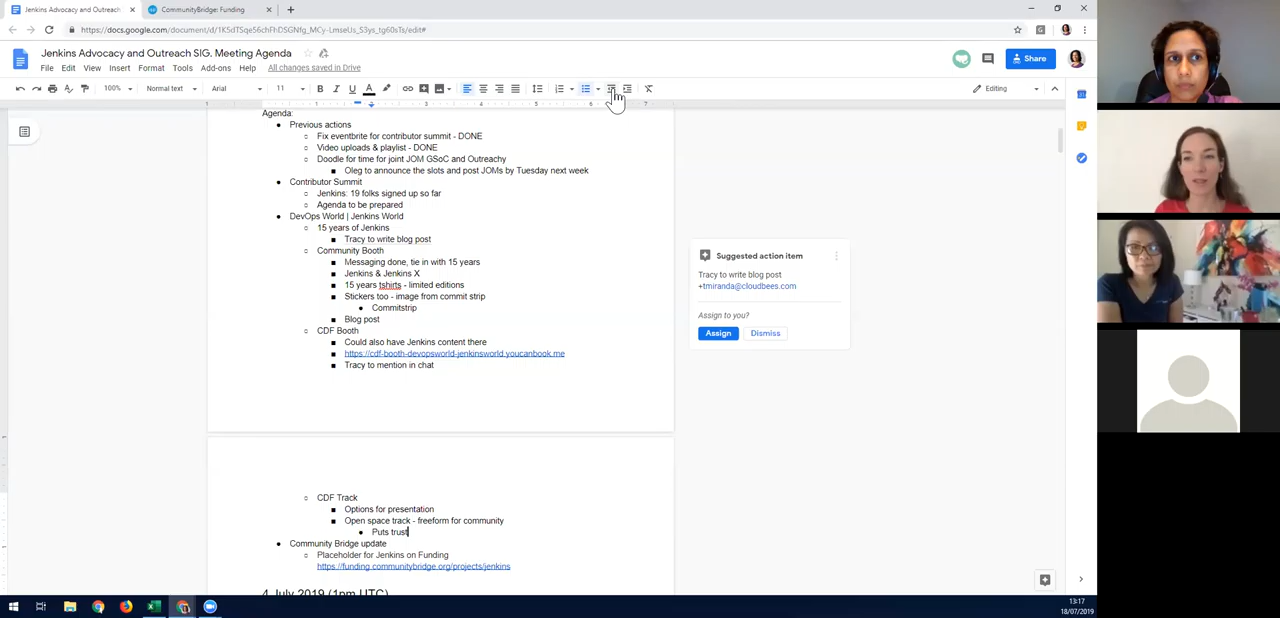 Jenkins Advocacy and Outreach SIG
CommunityBridge: Funding
https://docs.google.com/document/d/1K5dTSqe56chFhDSGNfg_MCy-LmseUs_S3ys_tg60sTs/edit#
Jenkins Advocacy and Outreach SIG. Meeting Agenda
File Edit View Insert Format Tools Add-ons Help All changes saved in Drive
Share
100% Normal text Arial 11 Editing
1 1 2 3 4 5 6 7
Agenda:
Previous actions
Fix eventbrite for contributor summit - DONE
Video uploads & playlist - DONE
Doodle for time for joint JOM GSoC and Outreachy
Oleg to announce the slots and post JOMs by Tuesday next week
Contributor Summit
Jenkins: 19 folks signed up so far
Agenda to be prepared
DevOps World | Jenkins World
15 years of Jenkins
Tracy to write blog post
Community Booth
Messaging done, tie in with 15 years
Jenkins & Jenkins X
15 years tshirts - limited editions
Stickers too - image from commit strip
Commitstrip
Blog post
CDF Booth
Could also have Jenkins content there
https://cdf-booth-devopsworld-jenkinsworld.youcanbook.me
Tracy to mention in chat
CDF Track
Options for presentation
Open space track - freeform for community
Puts trust
Community Bridge update
Placeholder for Jenkins on Funding
https://funding.communitybridge.org/projects/jenkins
4 July 2019 (1pm UTC)
Suggested action item
Tracy to write blog post
+tmiranda@cloudbees.com
Assign to you?
Assign
Dismiss
13:17
18/07/2019